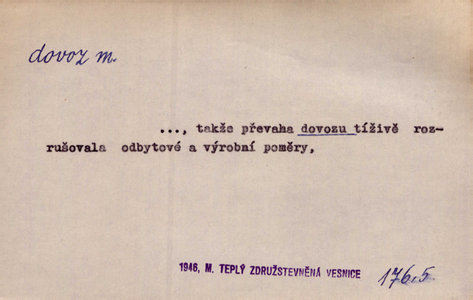 dovoz m.
..., takže převaha dovozu tíživě roz-
rušovala odbytové a výrobní poměry,
1946, M. TEPLÝ ZDRUŽSTEVNĚNÁ VESNICE
176,5